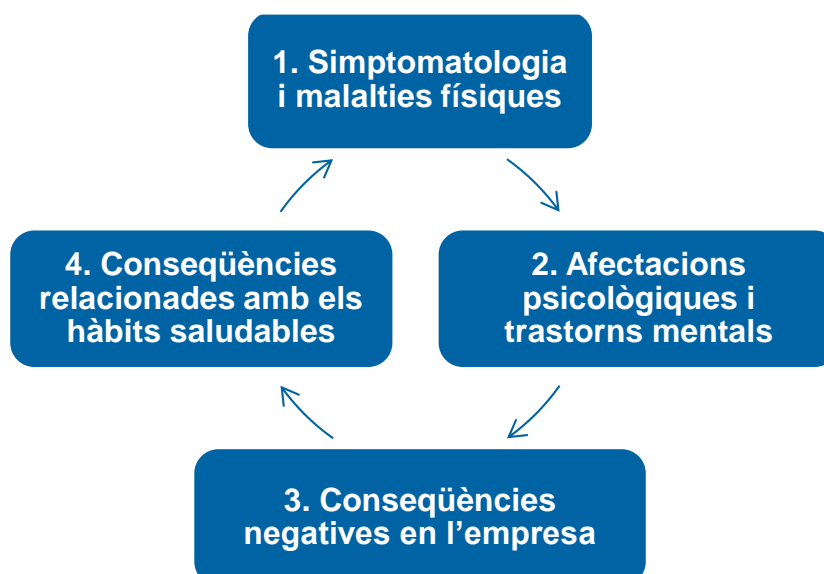 1. Simptomatologia
i malalties físiques
2. Afectacions
psicològiques i
trastorns mentals
3. Conseqüències
negatives en l’empresa
4. Conseqüències
relacionades amb els
hàbits saludables